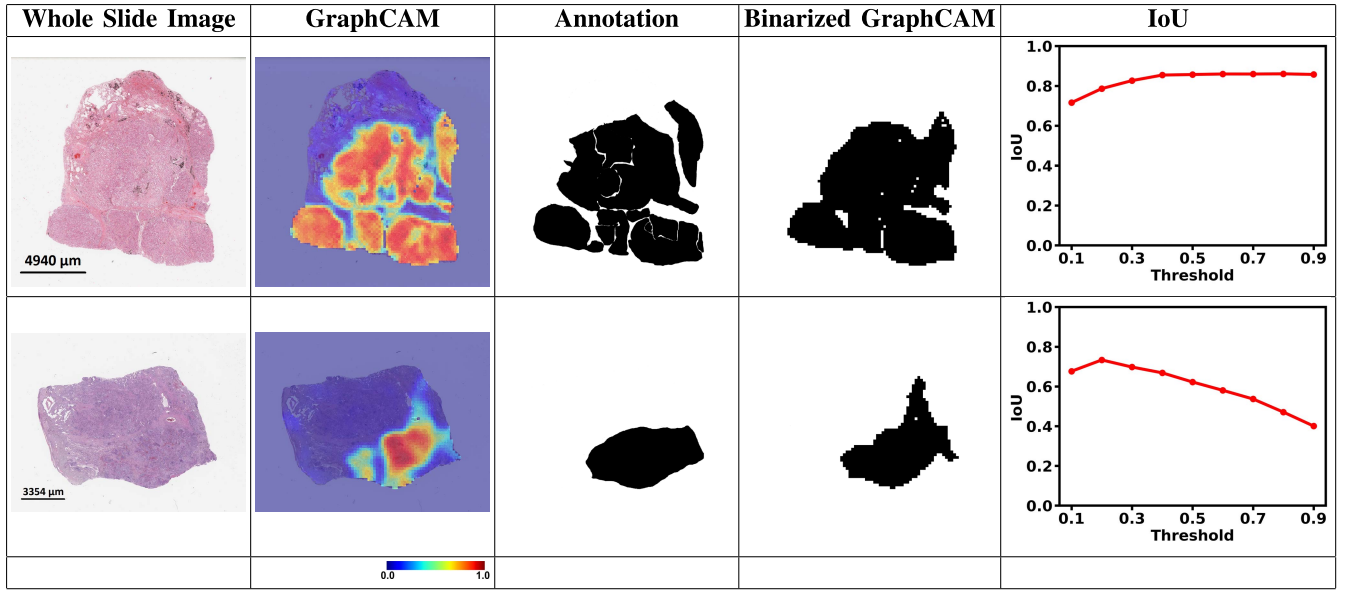 Whole Slide Image GraphCAM Annotation Binarized GraphCAM IoU
4940 µm
IoU
1.0
0.8
0.6
0.4
0.2
0.0
0.1 0.3 0.5 0.7 0.9
Threshold
3354 µm
IoU
1.0
0.8
0.6
0.4
0.2
0.0
0.1 0.3 0.5 0.7 0.9
Threshold
0.0 1.0